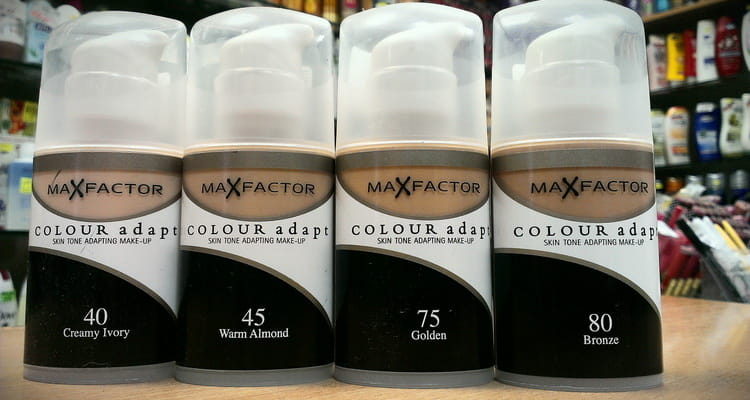 MAXFACTOR
COLOUR adapt
SKIN TONE ADAPTING MAKE-UP
40
Creamy Ivory
MAXFACTOR
COLOUR adapt
SKIN TONE ADAPTING MAKE-UP
45
Warm Almond
MAXFACTOR
COLOUR adapt
SKIN TONE ADAPTING MAKE-UP
75
Golden
MAXFACTOR
COLOUR adapt
SKIN TONE ADAPTING MAKE-UP
80
Bronze